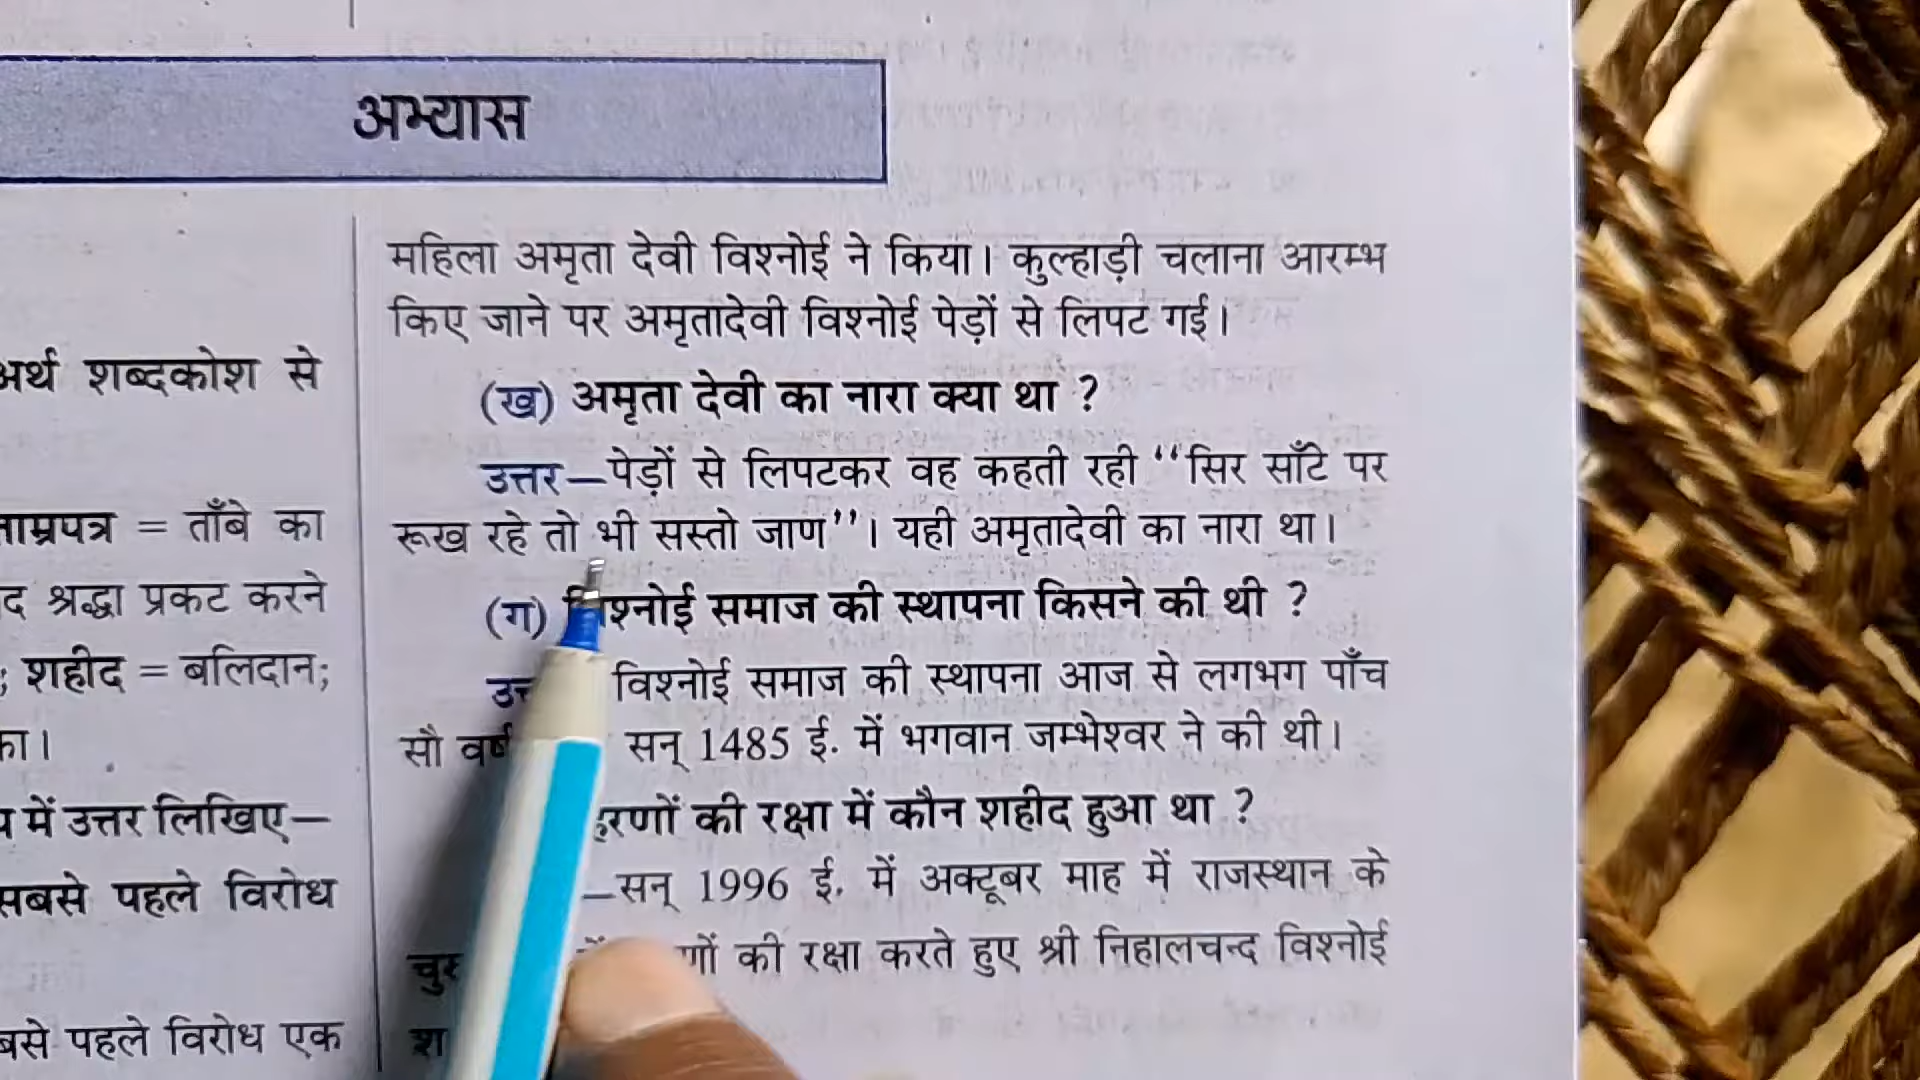 अभ्यास
अर्थ शब्दकोश से
ताम्रपत्र = ताँबे का
द श्रद्धा प्रकट करने
; शहीद = बलिदान;
का।
में उत्तर लिखिए—
सबसे पहले विरोध
बसे पहले विरोध एक
महिला अमृता देवी विश्नोई ने किया। कुल्हाड़ी चलाना आरम्भ
किए जाने पर अमृतादेवी विश्नोई पेड़ों से लिपट गई।
(ख) अमृता देवी का नारा क्या था ?
उत्तर—पेड़ों से लिपटकर वह कहती रही ‘‘सिर साँटे पर
रूख रहे तो भी सस्तो जाण’’। यही अमृतादेवी का नारा था।
(ग) विश्नोई समाज की स्थापना किसने की थी ?
विश्नोई समाज की स्थापना आज से लगभग पाँच
सौ वर्ष सन् 1485 ई. में भगवान जम्भेश्वर ने की थी।
की रक्षा में कौन शहीद हुआ था ?
—सन् 1996 ई. में अक्टूबर माह में राजस्थान के
की रक्षा करते हुए श्री निहालचन्द विश्नोई